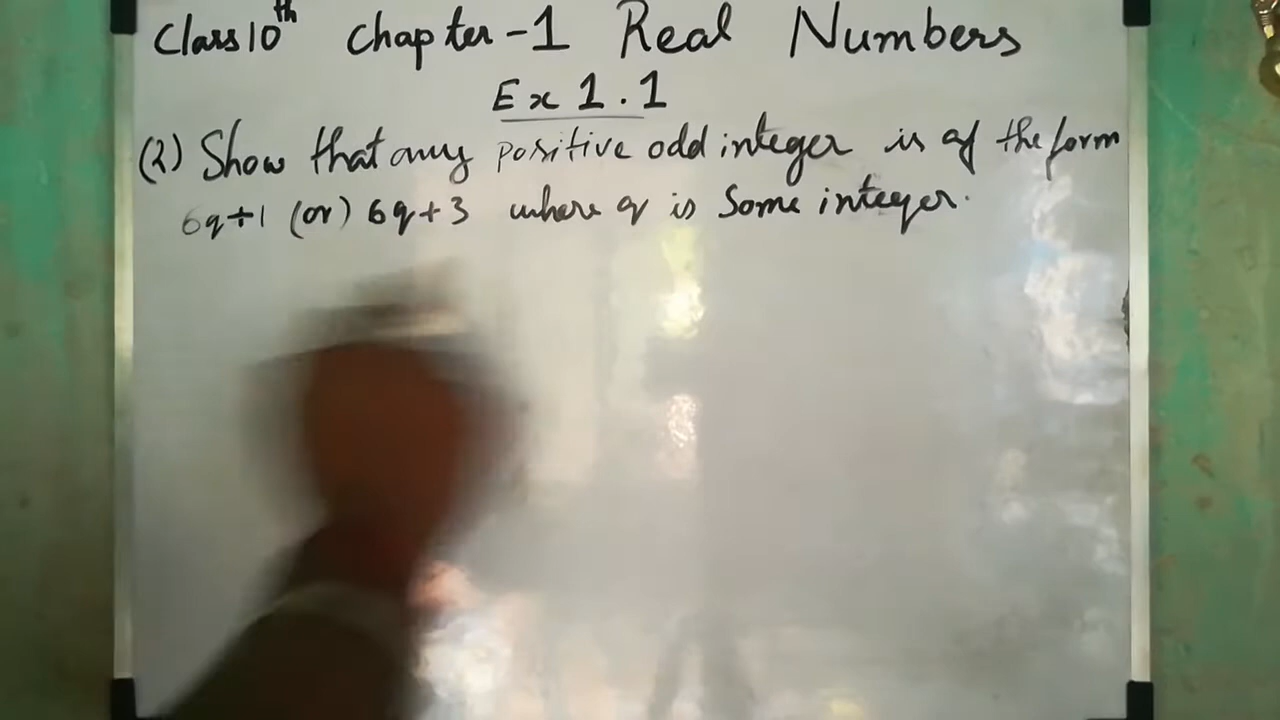 Class 10th Chapter-1 Real Numbers
Ex 1.1
(2) Show that any positive odd integer is of the form
6q+1 (or) 6q+3 where q is some integer.